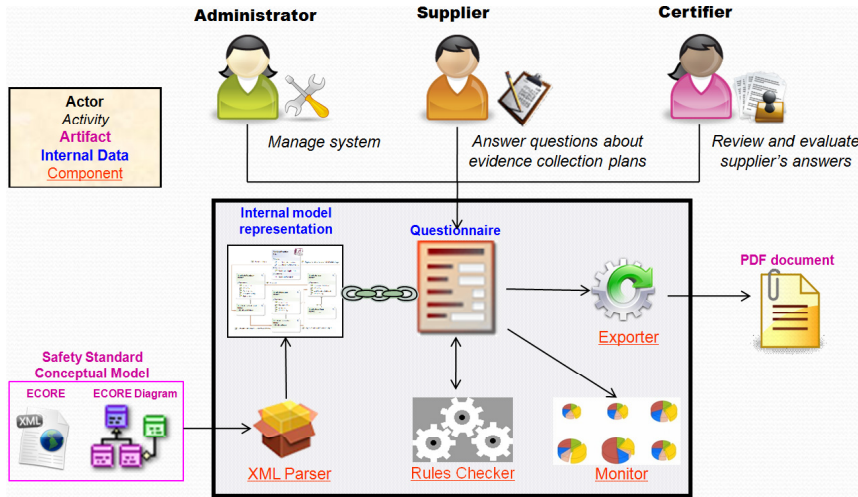 Administrator
Supplier
Certifier
Actor
Activity
Artifact
Internal Data
Component
Manage system
Answer questions about
evidence collection plans
Review and evaluate
supplier's answers
Internal model
representation
Questionnaire
PDF document
Exporter
Safety Standard
Conceptual Model
ECORE
ECORE Diagram
XML
XML Parser
Rules Checker
Monitor